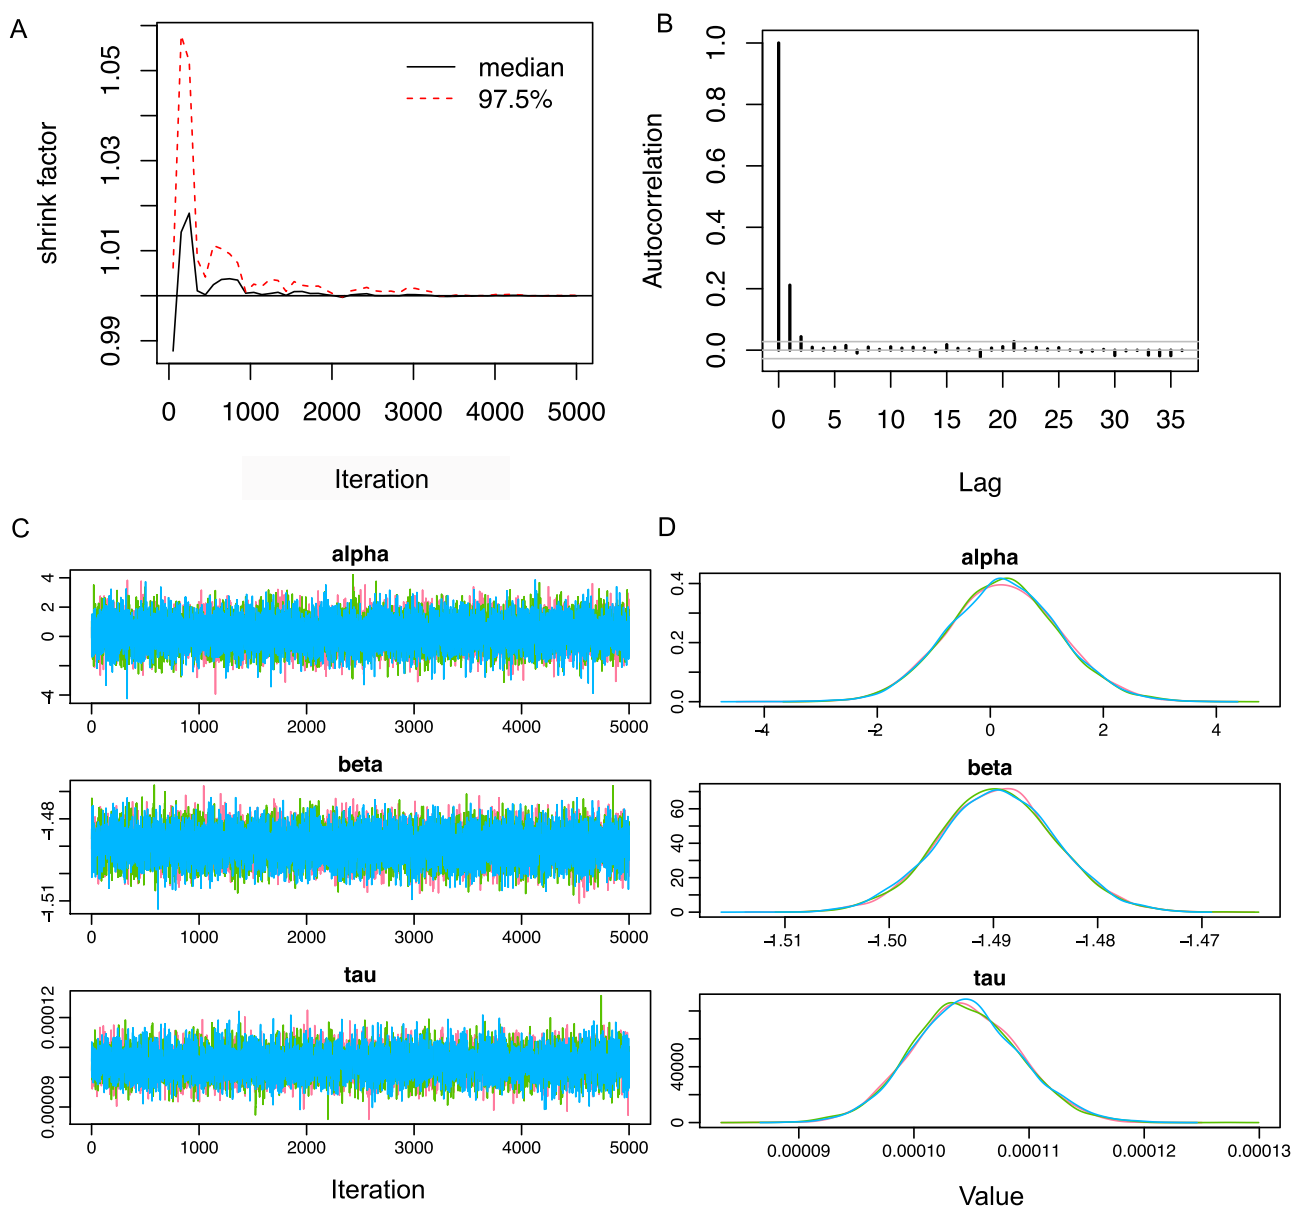 A
shrink factor
0.99 1.01 1.03 1.05
median
97.5%
0 1000 2000 3000 4000 5000
Iteration
B
Autocorrelation
0.0 0.2 0.4 0.6 0.8 1.0
0 5 10 15 20 25 30 35
Lag
C
alpha
-4 0 2 4
0 1000 2000 3000 4000 5000
beta
-1.51 -1.48
0 1000 2000 3000 4000 5000
tau
0.00009 0.00012
0 1000 2000 3000 4000 5000
Iteration
D
alpha
0.0 0.2 0.4
-4 -2 0 2 4
beta
0 20 40 60
-1.51 -1.50 -1.49 -1.48 -1.47
tau
0 40000
0.00009 0.00010 0.00011 0.00012 0.00013
Value